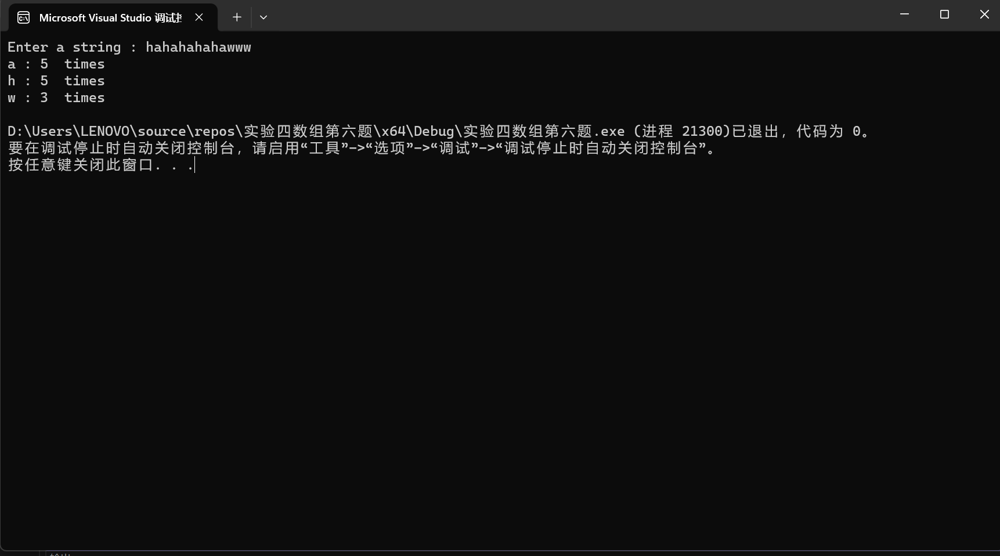 Microsoft Visual Studio 调试
Enter a string : hahahahahawww
a : 5  times
h : 5  times
w : 3  times
D:\Users\LENOVO\source\repos\实验四数组第六题\x64\Debug\实验四数组第六题.exe (进程 21300)已退出，代码为 0。
要在调试停止时自动关闭控制台，请启用“工具”->“选项”->“调试”->“调试停止时自动关闭控制台”。
按任意键关闭此窗口. . .